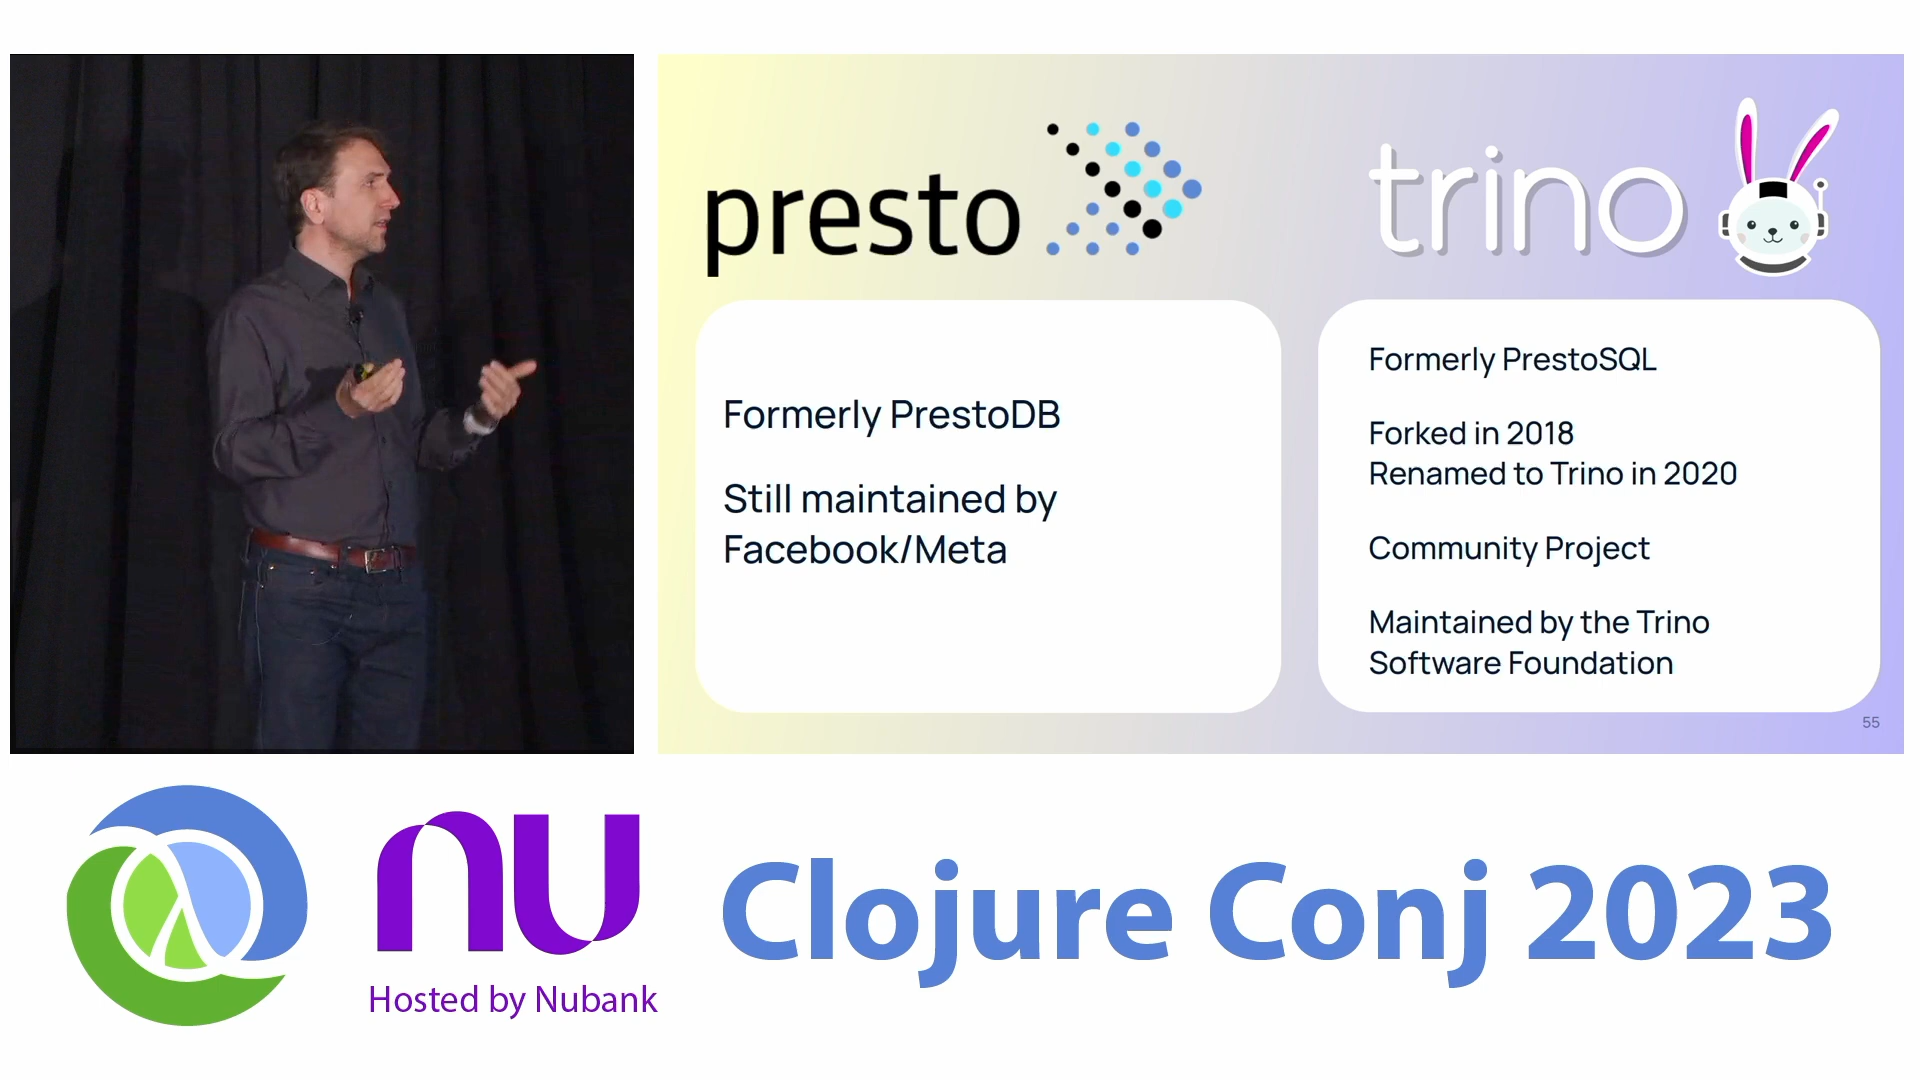 presto
trino
Formerly PrestoDB
Still maintained by
Facebook/Meta
Formerly PrestoSQL
Forked in 2018
Renamed to Trino in 2020
Community Project
Maintained by the Trino
Software Foundation
55
nu
Hosted by Nubank
Clojure Conj 2023